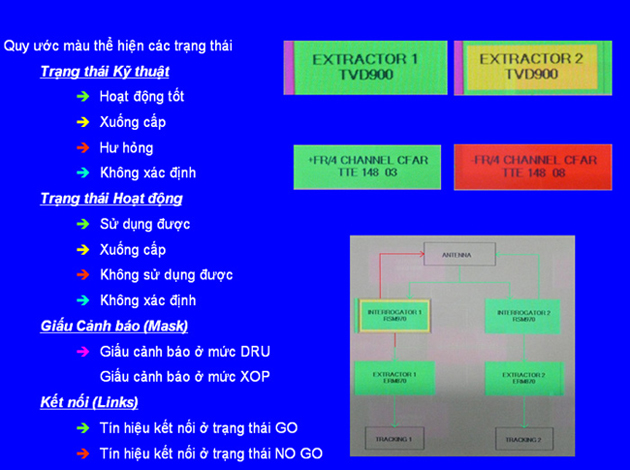 Quy ước màu thể hiện các trạng thái
Trạng thái Kỹ thuật
Hoạt động tốt
Xuống cấp
Hư hỏng
Không xác định
Trạng thái Hoạt động
Sử dụng được
Xuống cấp
Không sử dụng được
Không xác định
Giấu Cảnh báo (Mask)
Giấu cảnh báo ở mức DRU
Giấu cảnh báo ở mức XOP
Kết nối (Links)
Tín hiệu kết nối ở trạng thái GO
Tín hiệu kết nối ở trạng thái NO GO
EXTRACTOR 1
TVD900
EXTRACTOR 2
TVD900
+FR/4 CHANNEL CFAR
TTE 148 03
-FR/4 CHANNEL CFAR
TTE 148 08
ANTENNA
INTERROGATOR 1
RSM970
INTERROGATOR 2
RSM970
EXTRACTOR 1
ERM870
EXTRACTOR 2
ERM870
TRACKING 1
TRACKING 2